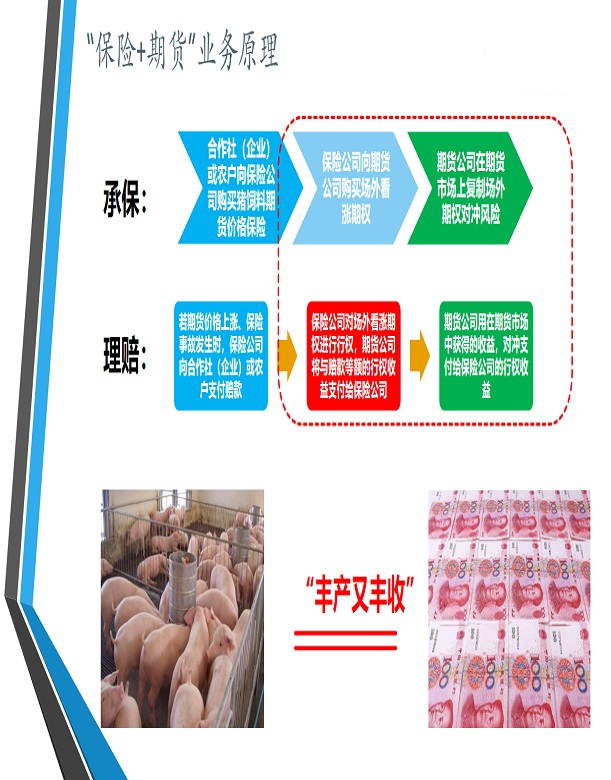 “保险+期货”业务原理
承保：
合作社（企业）
或农户向保险公
司购买猪饲料期
货价格保险
保险公司向期货
公司购买场外看
涨期权
期货公司在期货
市场上复制场外
期权对冲风险
理赔：
若期货价格上涨、保险
事故发生时，保险公司
向合作社（企业）或农
户支付赔款
保险公司对场外看涨期
权进行行权，期货公司
将与赔款等额的行权收
益支付给保险公司
期货公司用在期货市场
中获得的收益，对冲支
付给保险公司的行权收
益
“丰产又丰收”